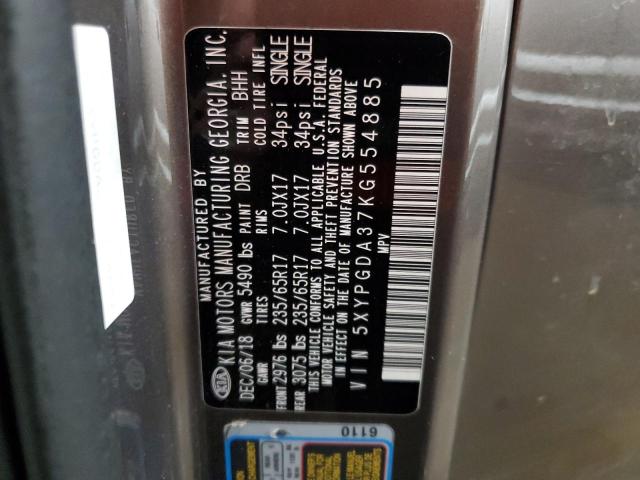 MANUFACTURED BY
KIA KIA MOTORS MANUFACTURING GEORGIA. INC.
DEC/06/18 GVWR 5490 lbs PAINT DRB TRIM BHH
GAWR TIRES RIMS COLD TIRE INFL
FRONT 2976 lbs 235/65R17 7.0JX17 34psi SINGLE
REAR 3075 lbs 235/65R17 7.0JX17 34psi SINGLE
THIS VEHICLE CONFORMS TO ALL APPLICABLE U.S.A. FEDERAL
MOTOR VEHICLE SAFETY AND THEFT PREVENTION STANDARDS
IN EFFECT ON THE DATE OF MANUFACTURE SHOWN ABOVE.
VIN 5XYPGDA37KG554885
MPV
6110